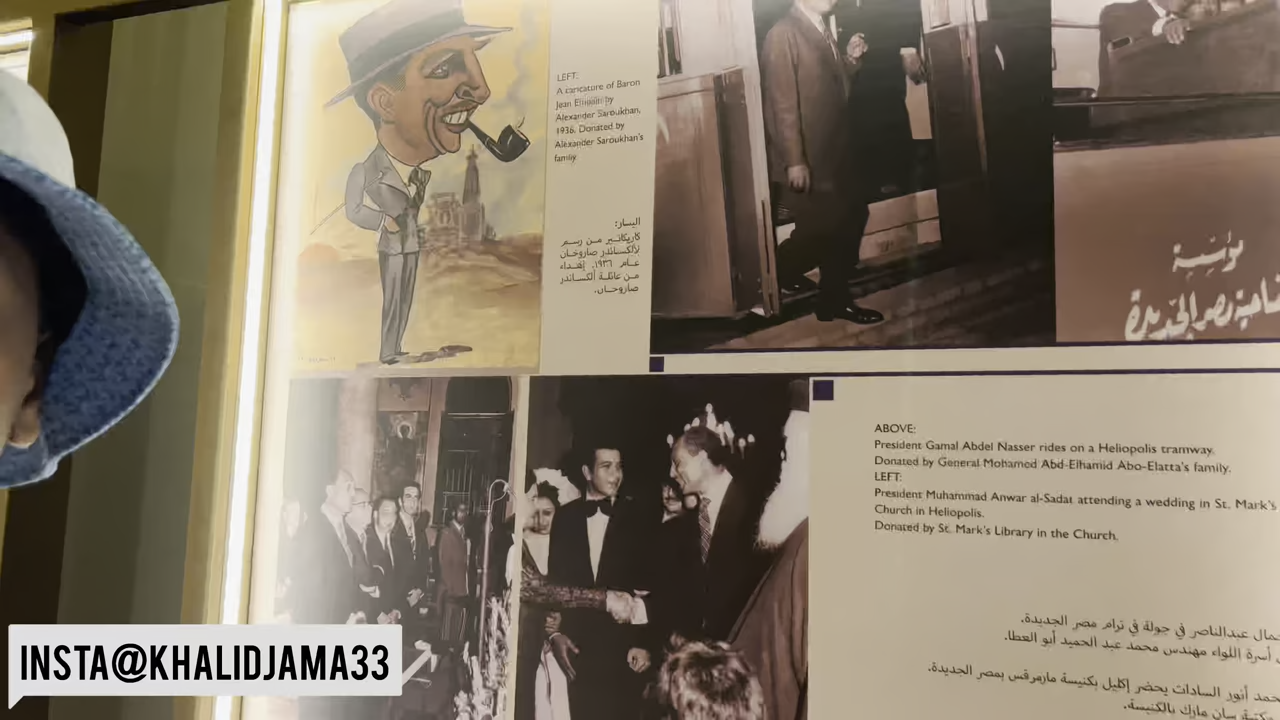 LEFT:
A caricature of Baron
Jean Empain by
Alexander Saroukhan,
1936, Donated by
Alexander Saroukhan's
family
اليسار:
كاريكاتير من رسم
لألكساندر صاروخان
عام ١٩٣٦. إهداء
من عائلة ألكساندر
صاروخان.
مؤسسة
ضاحية مصر الجديدة
ABOVE:
President Gamal Abdel Nasser rides on a Heliopolis tramway.
Donated by General Mohamed Abd-Elhamid Abo-Elatta's family.
LEFT:
President Muhammad Anwar al-Sadat attending a wedding in St. Mark's
Church in Heliopolis.
Donated by St. Mark's Library in the Church.
عبدالناصر في جولة في ترام مصر الجديدة.
أسرة اللواء مهندس محمد عبد الحميد أبو العطا.
أنور السادات يحضر إكليل بكنيسة مارمرقس بمصر الجديدة.
سان مارك بالكنيسة.
INSTA@KHALIDJAMA33